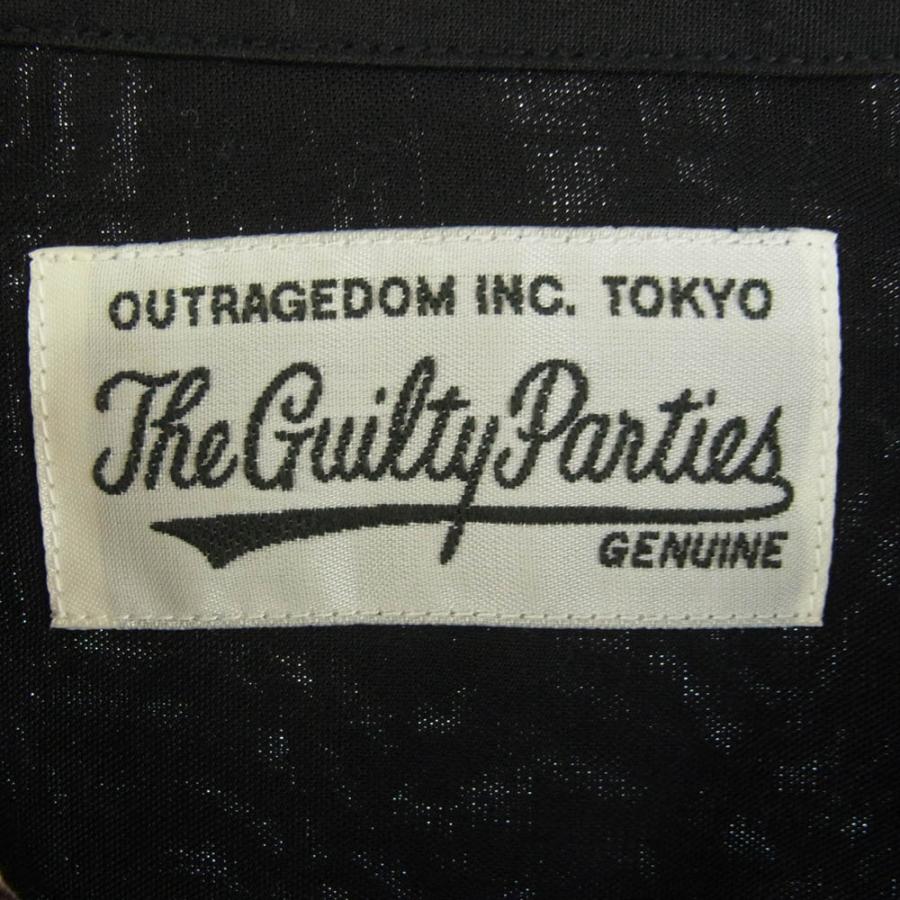 OUTRAGEDOM INC. TOKYO
The Guilty Parties
GENUINE